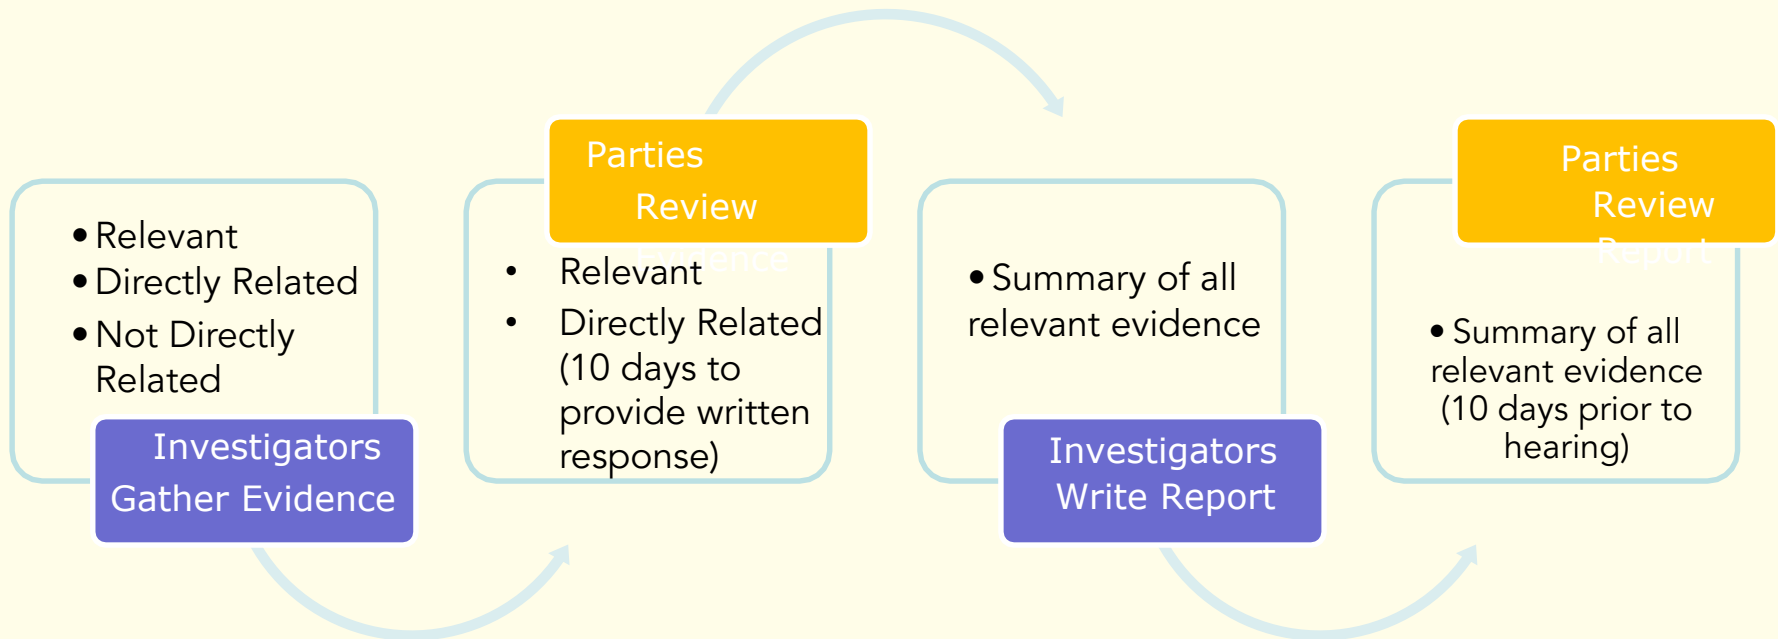 • Relevant
• Directly Related
• Not Directly
Related
Investigators
Gather Evidence
Parties
Review
Evidence
• Relevant
• Directly Related
(10 days to
provide written
response)
• Summary of all
relevant evidence
Investigators
Write Report
Parties
Review
Report
• Summary of all
relevant evidence
(10 days prior to
hearing)